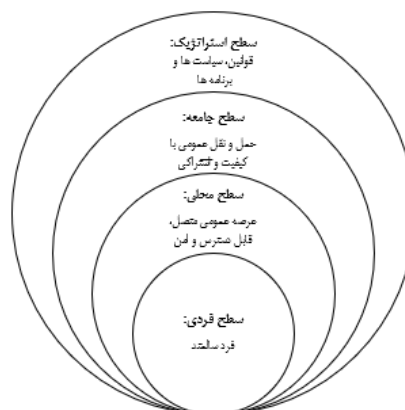 سطح استراتژیک:
قوانین، سیاست ها و
برنامه ها
سطح جامعه:
حمل و نقل عمومی با
کیفیت و اشتراکی
سطح محلی:
عرصه عمومی متصل،
قابل دسترس و امن
سطح فردی:
فرد سالمند